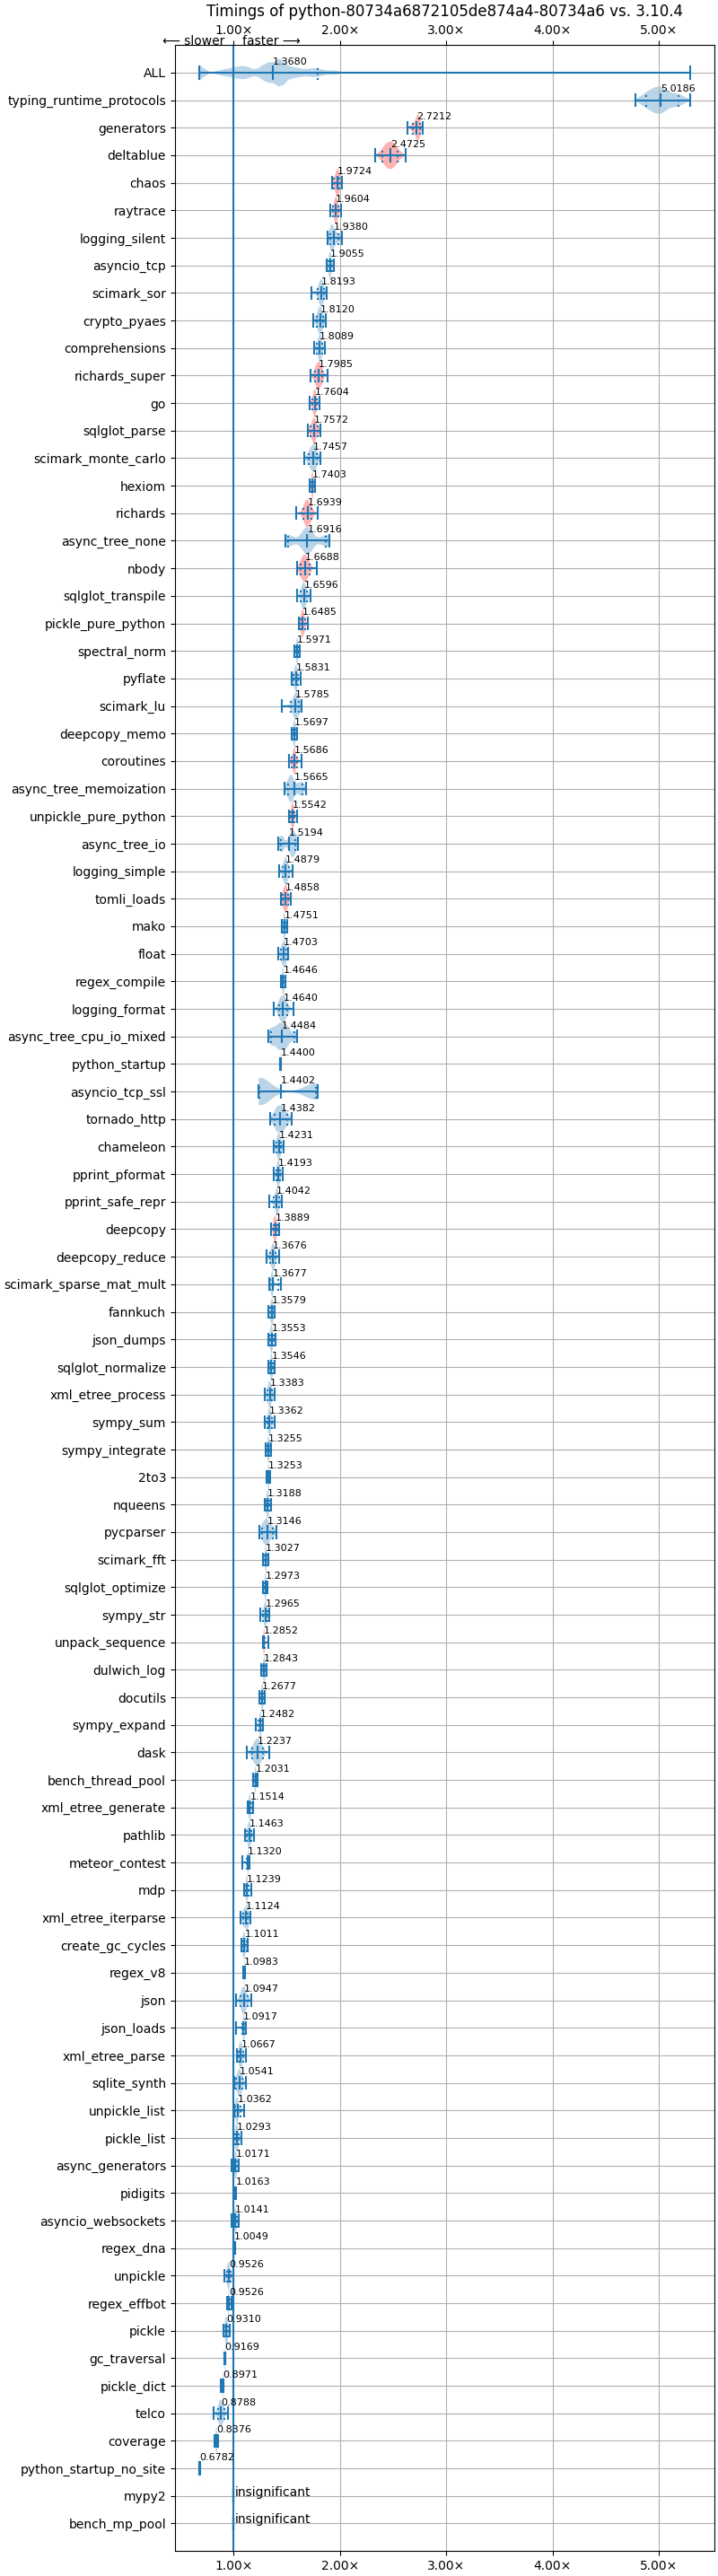 Timings of python-80734a6872105de874a4-80734a6 vs. 3.10.4
1.00× 2.00× 3.00× 4.00× 5.00×
⟵ slower faster ⟶
ALL 1.3680
typing_runtime_protocols 5.0186
generators 2.7212
deltablue 2.4725
chaos 1.9724
raytrace 1.9604
logging_silent 1.9380
asyncio_tcp 1.9055
scimark_sor 1.8193
crypto_pyaes 1.8120
comprehensions 1.8089
richards_super 1.7985
go 1.7604
sqlglot_parse 1.7572
scimark_monte_carlo 1.7457
hexiom 1.7403
richards 1.6939
async_tree_none 1.6916
nbody 1.6688
sqlglot_transpile 1.6596
pickle_pure_python 1.6485
spectral_norm 1.5971
pyflate 1.5831
scimark_lu 1.5785
deepcopy_memo 1.5697
coroutines 1.5686
async_tree_memoization 1.5665
unpickle_pure_python 1.5542
async_tree_io 1.5194
logging_simple 1.4879
tomli_loads 1.4858
mako 1.4751
float 1.4703
regex_compile 1.4646
logging_format 1.4640
async_tree_cpu_io_mixed 1.4484
python_startup 1.4400
asyncio_tcp_ssl 1.4402
tornado_http 1.4382
chameleon 1.4231
pprint_pformat 1.4193
pprint_safe_repr 1.4042
deepcopy 1.3889
deepcopy_reduce 1.3676
scimark_sparse_mat_mult 1.3677
fannkuch 1.3579
json_dumps 1.3553
sqlglot_normalize 1.3546
xml_etree_process 1.3383
sympy_sum 1.3362
sympy_integrate 1.3255
2to3 1.3253
nqueens 1.3188
pycparser 1.3146
scimark_fft 1.3027
sqlglot_optimize 1.2973
sympy_str 1.2965
unpack_sequence 1.2852
dulwich_log 1.2843
docutils 1.2677
sympy_expand 1.2482
dask 1.2237
bench_thread_pool 1.2031
xml_etree_generate 1.1514
pathlib 1.1463
meteor_contest 1.1320
mdp 1.1239
xml_etree_iterparse 1.1124
create_gc_cycles 1.1011
regex_v8 1.0983
json 1.0947
json_loads 1.0917
xml_etree_parse 1.0667
sqlite_synth 1.0541
unpickle_list 1.0362
pickle_list 1.0293
async_generators 1.0171
pidigits 1.0163
asyncio_websockets 1.0141
regex_dna 1.0049
unpickle 0.9526
regex_effbot 0.9526
pickle 0.9310
gc_traversal 0.9169
pickle_dict 0.8971
telco 0.8788
coverage 0.8376
python_startup_no_site 0.6782
mypy2 insignificant
bench_mp_pool insignificant
1.00× 2.00× 3.00× 4.00× 5.00×